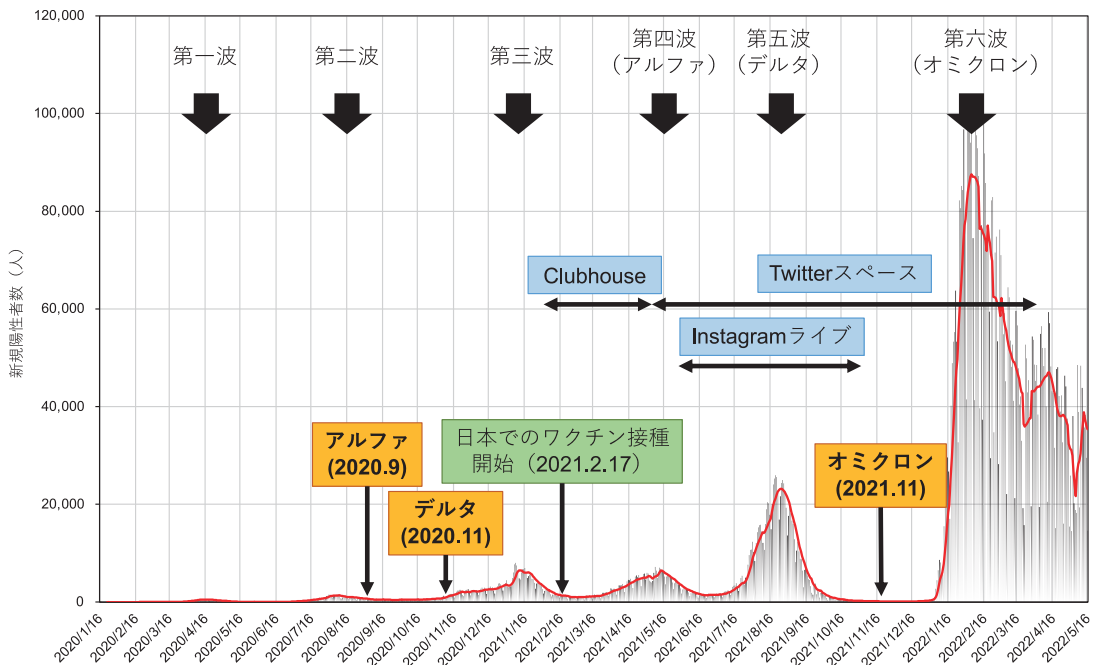 120,000
100,000
80,000
60,000
40,000
20,000
0
新規陽性者数（人）
第一波
第二波
第三波
第四波
（アルファ）
第五波
（デルタ）
第六波
（オミクロン）
Clubhouse
Twitterスペース
Instagramライブ
アルファ
(2020.9)
デルタ
(2020.11)
日本でのワクチン接種
開始（2021.2.17）
オミクロン
(2021.11)
2020/1/16
2020/2/16
2020/3/16
2020/4/16
2020/5/16
2020/6/16
2020/7/16
2020/8/16
2020/9/16
2020/10/16
2020/11/16
2020/12/16
2021/1/16
2021/2/16
2021/3/16
2021/4/16
2021/5/16
2021/6/16
2021/7/16
2021/8/16
2021/9/16
2021/10/16
2021/11/16
2021/12/16
2022/1/16
2022/2/16
2022/3/16
2022/4/16
2022/5/16